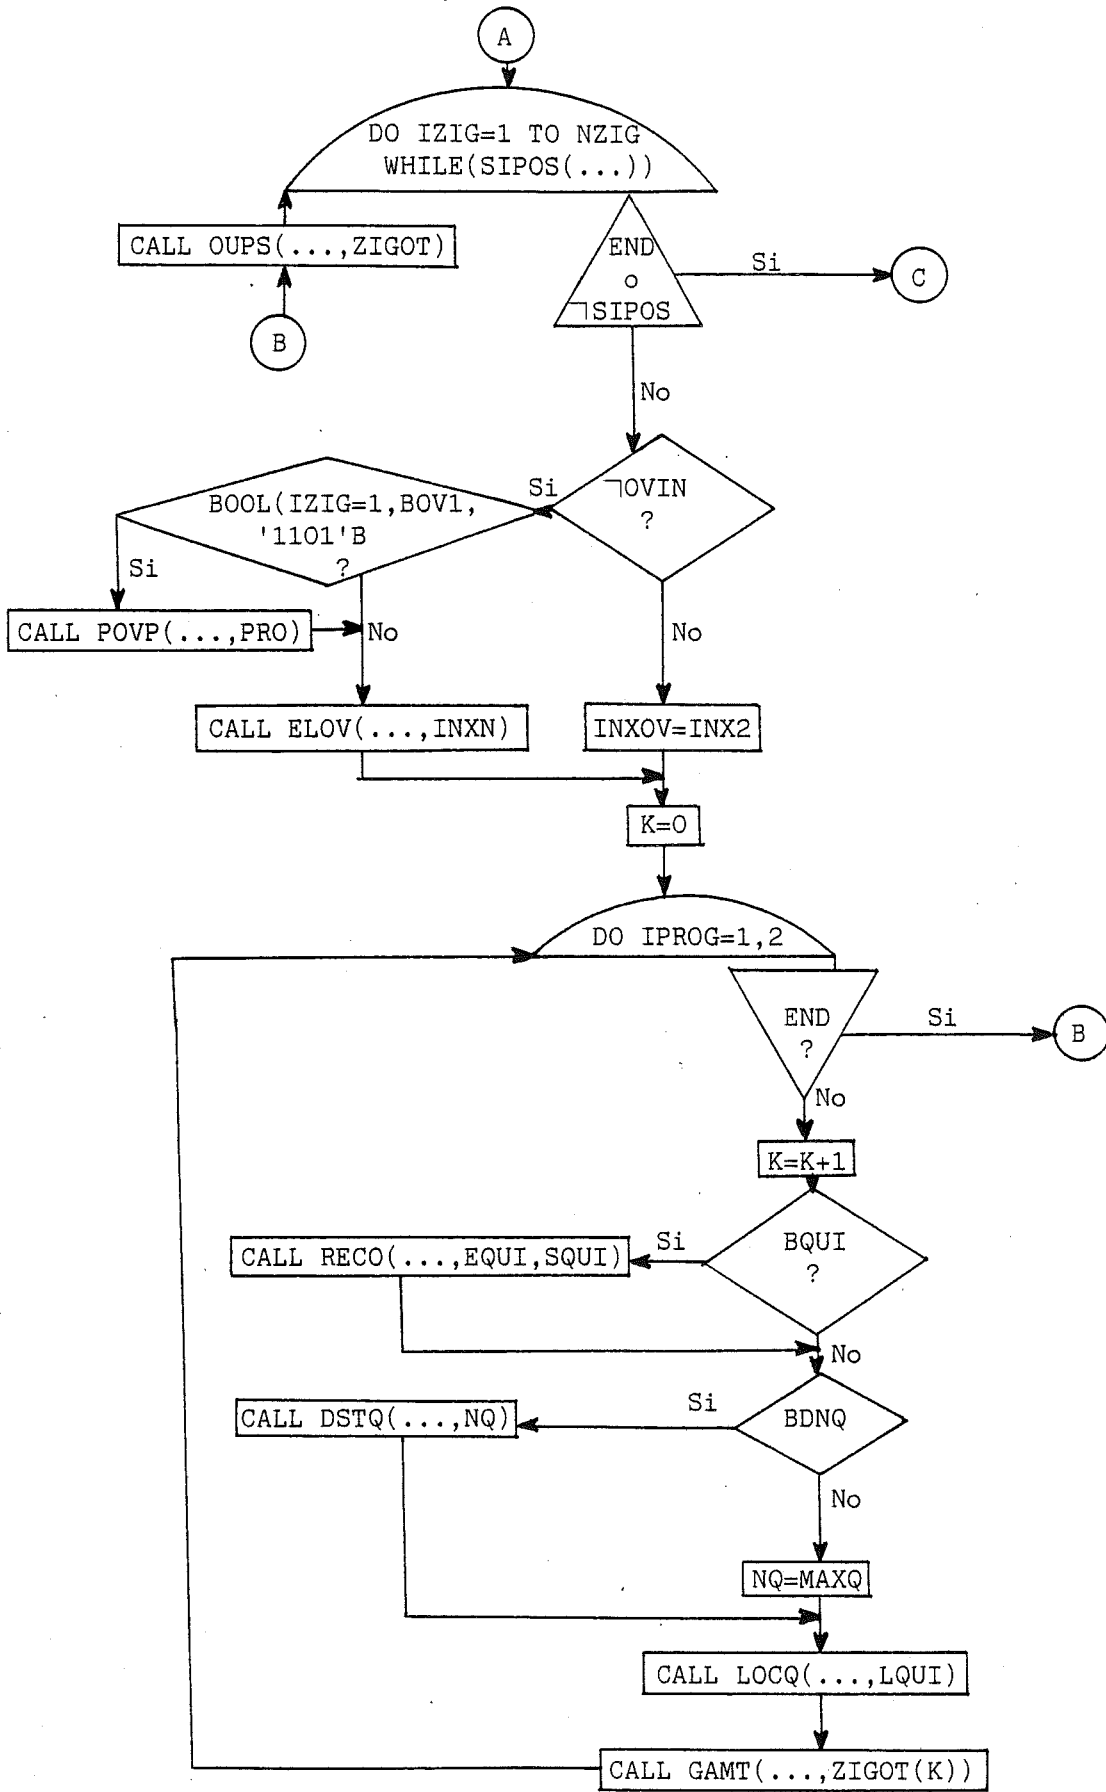 A
DO IZIG=1 TO NZIG
WHILE(SIPOS(...))
CALL OUPS(...,ZIGOT)
END
o
¬SIPOS
Si
C
B
No
BOOL(IZIG=1,BOV1,
'1101'B
?
Si
¬OVIN
?
Si
CALL POVP(...,PRO)
No
No
CALL ELOV(...,INXN)
INXOV=INX2
K=0
DO IPROG=1,2
END
?
Si
B
No
K=K+1
CALL RECO(...,EQUI,SQUI)
Si
BQUI
?
No
CALL DSTQ(...,NQ)
Si
BDNQ
No
NQ=MAXQ
CALL LOCQ(...,LQUI)
CALL GAMT(...,ZIGOT(K))